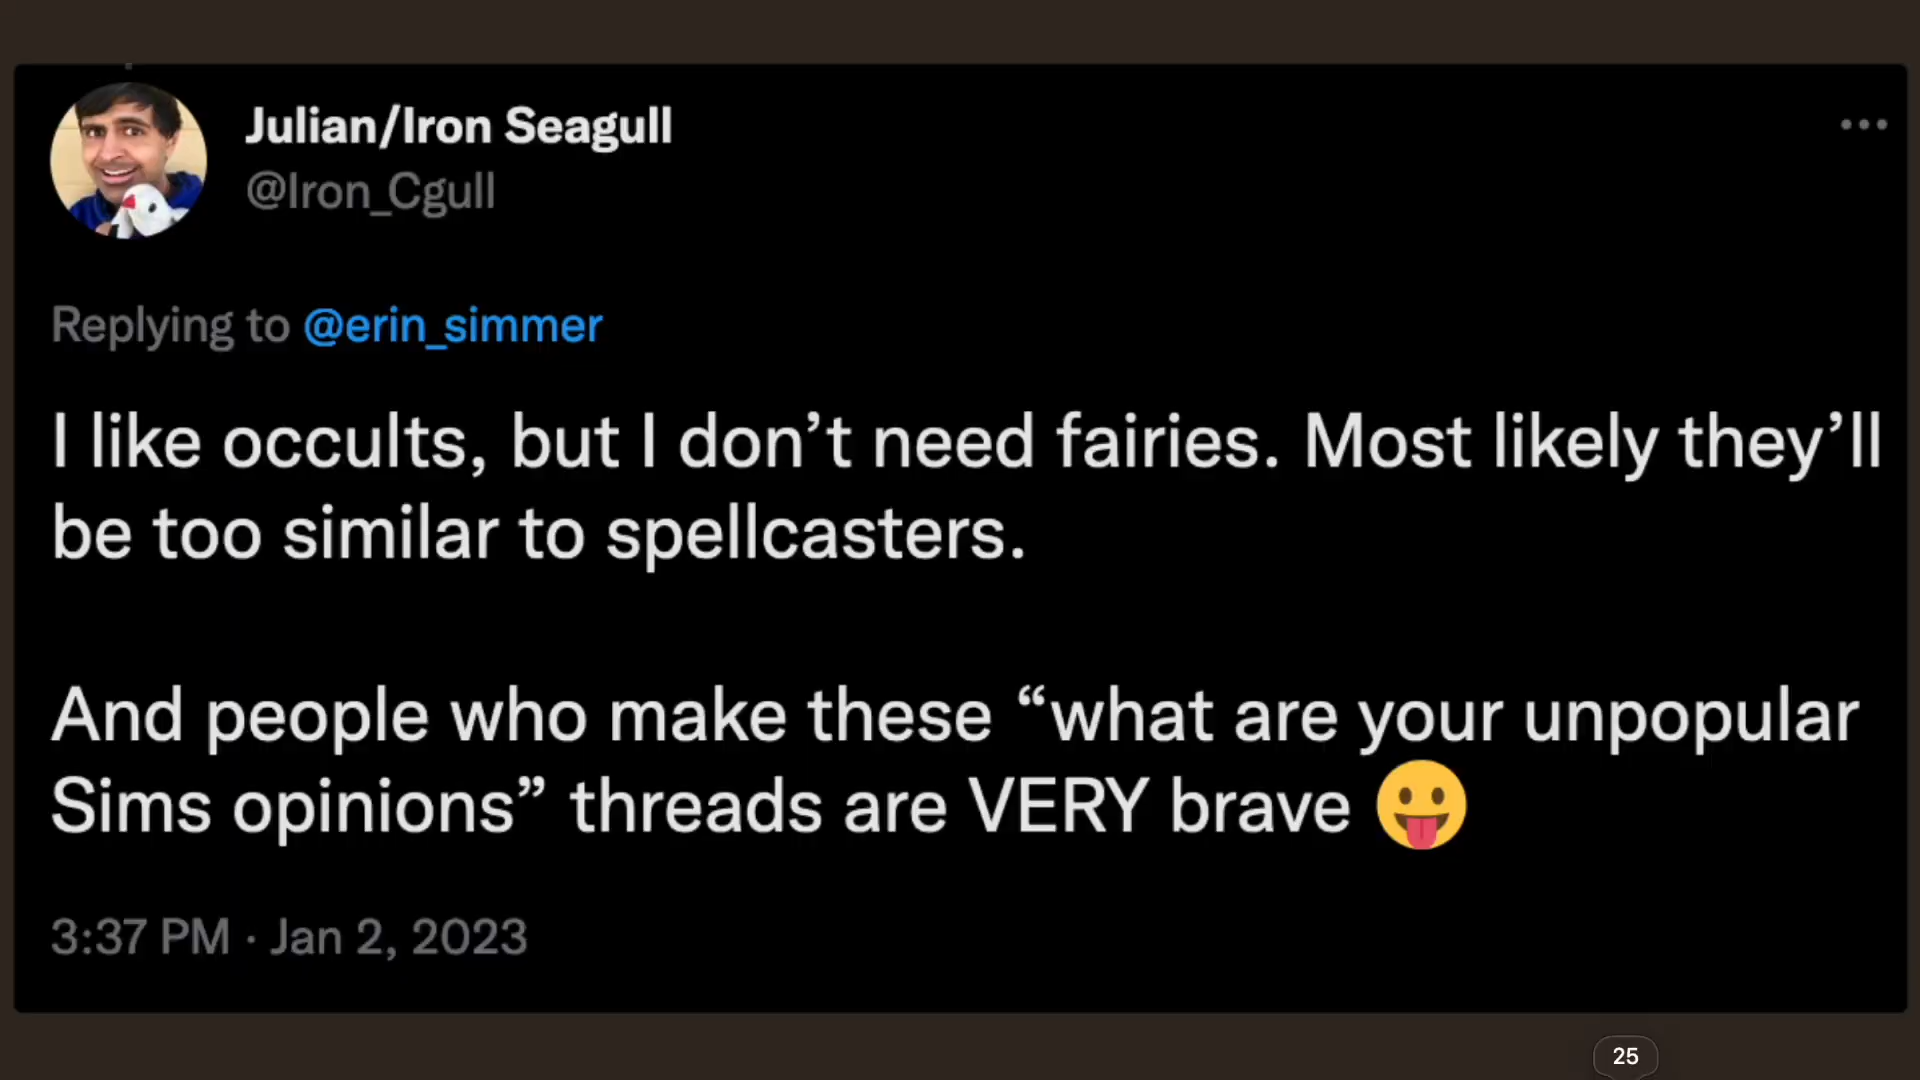 Julian/Iron Seagull
@Iron_Cgull
Replying to @erin_simmer
I like occults, but I don’t need fairies. Most likely they’ll
be too similar to spellcasters.
And people who make these “what are your unpopular
Sims opinions” threads are VERY brave 😛
3:37 PM · Jan 2, 2023
25